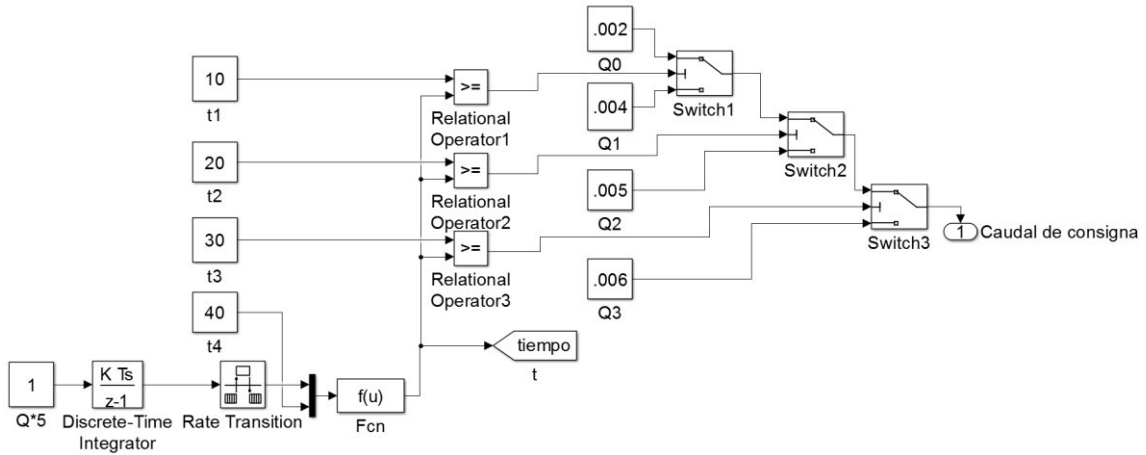 10
t1
20
t2
30
t3
40
t4
1
Q*5
K Ts
z-1
Discrete-Time
Integrator
Rate Transition
f(u)
Fcn
>=
Relational
Operator1
>=
Relational
Operator2
>=
Relational
Operator3
tiempo
t
.002
Q0
.004
Q1
.005
Q2
.006
Q3
Switch1
Switch2
Switch3
1
Caudal de consigna